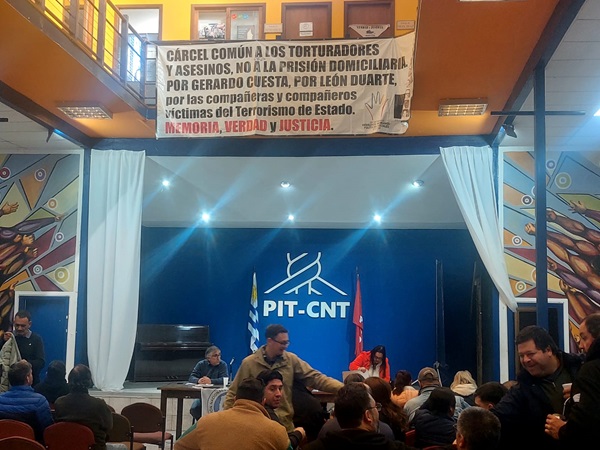 CÁRCEL COMÚN A LOS TORTURADORES
Y ASESINOS, NO A LA PRISIÓN DOMICILIARIA.
POR GERARDO CUESTA, POR LEÓN DUARTE,
por las compañeras y compañeros
víctimas del Terrorismo de Estado.
MEMORIA, VERDAD y JUSTICIA.
PIT-CNT